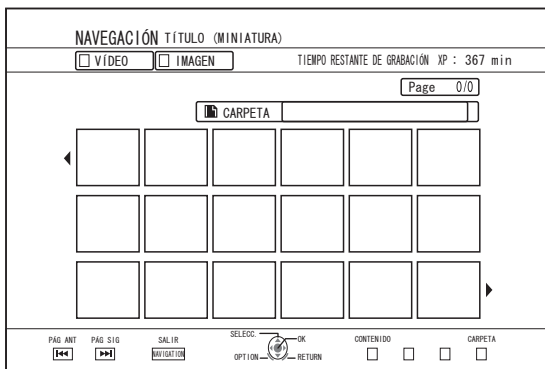 NAVEGACIÓN TÍTULO (MINIATURA)
VÍDEO IMAGEN TIEMPO RESTANTE DE GRABACIÓN XP : 367 min
Page 0/0
CARPETA
PÁG ANT PÁG SIG SALIR SELECC. OK CONTENIDO CARPETA
NAVIGATION OPTION RETURN